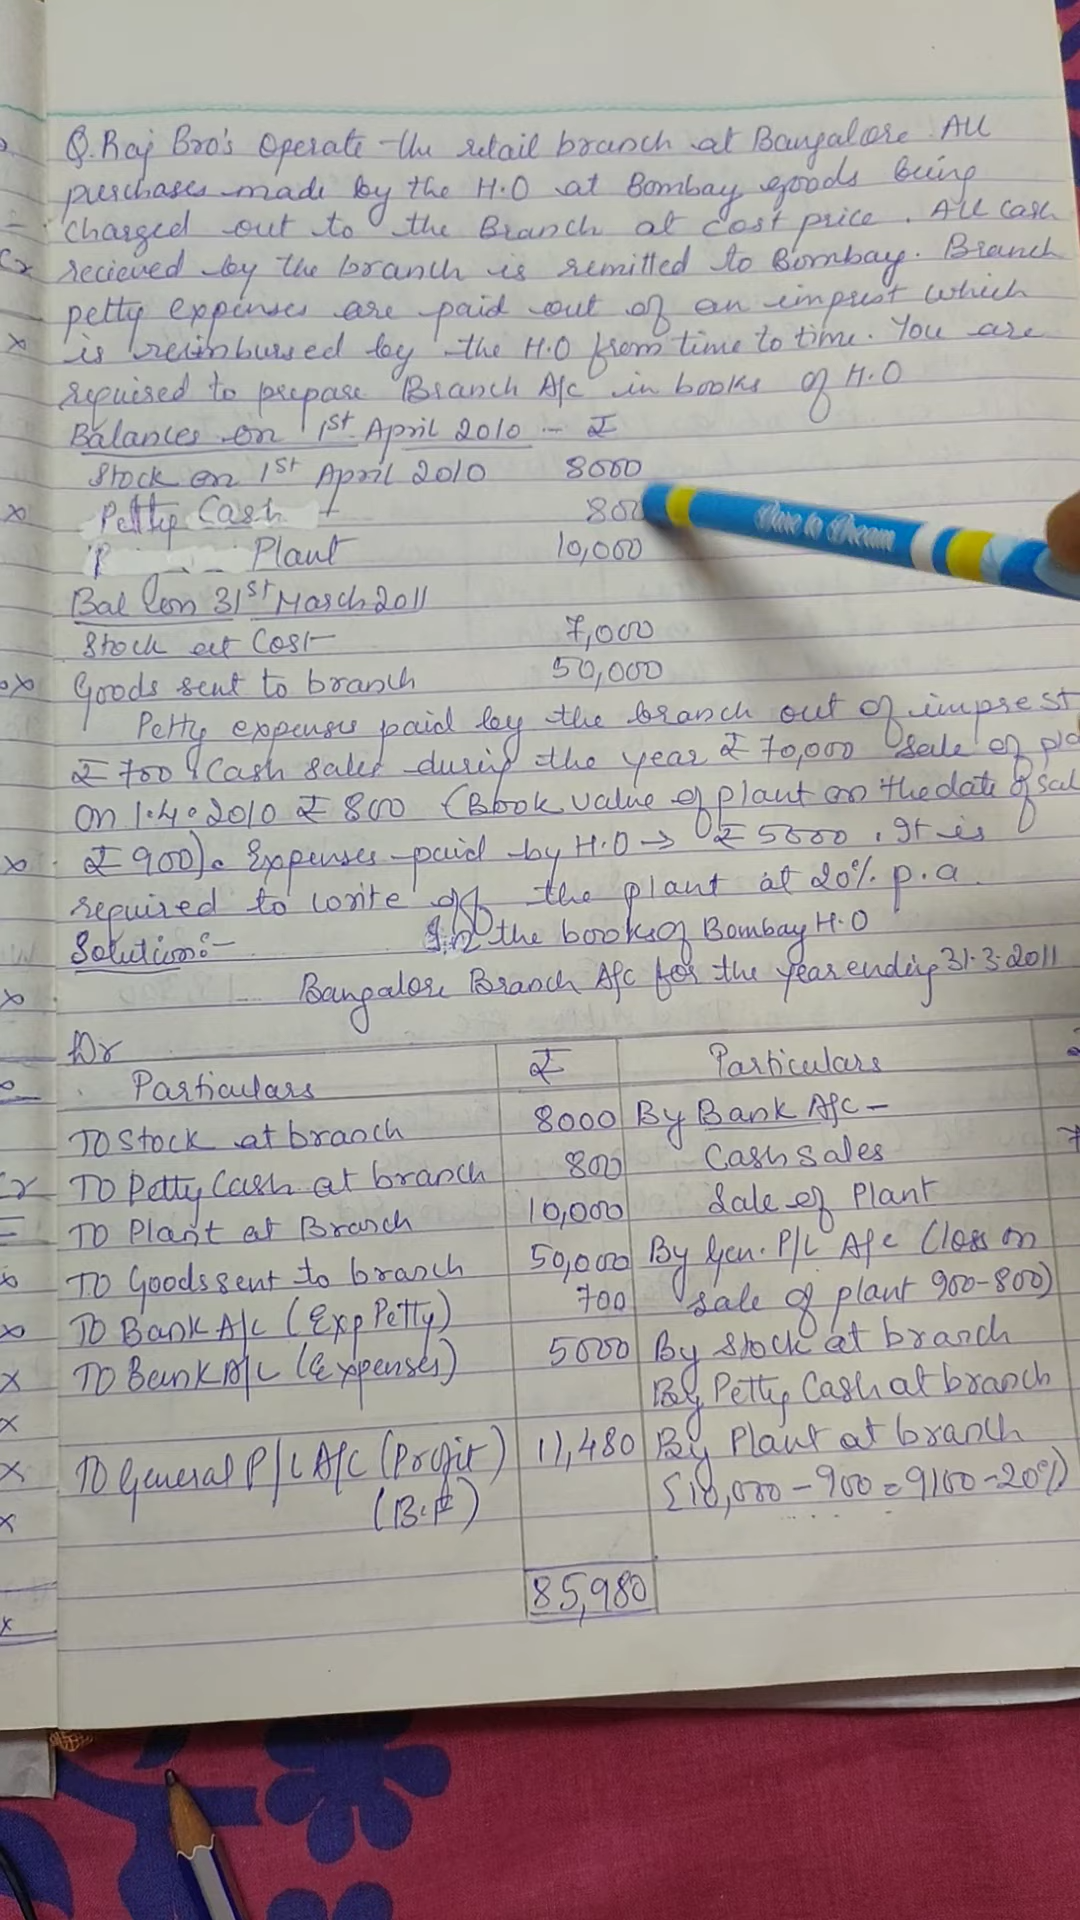 Q. Raj Bro's Operate the retail branch at Bangalore. All
purchases made by the H.O at Bombay goods being
charged out to the Branch at cost price. All cash
Cr recieved by the branch is remitted to Bombay. Branch
petty expenses are paid out of an imprest which
is reimbursed by the H.O from time to time. You are
required to prepare Branch A/c in books of H.O
Balances on 1st April 2010 - ₹
Stock on 1st April 2010 8000
Petty Cash 800
P Plant 10,000
Bal on 31st March 2011
Stock at Cost 7,000
Goods sent to branch 50,000
Petty expenses paid by the branch out of imprest
₹ 700 Cash sales during the year ₹ 70,000 Sale of pla
on 1.4.2010 ₹ 800 (Book value of plant on the date of sal
₹ 900). Expenses paid by H.O → ₹ 5000. It is
required to write off the plant at 20% p.a.
Solution:- In the books of Bombay H.O
Bangalore Branch A/c for the year ending 31.3.2011
Dr
Particulars ₹ Particulars
To Stock at branch 8000 By Bank A/c -
To Petty Cash at branch 800 Cash Sales 7
To Plant at Branch 10,000 Sale of Plant
To Goods sent to branch 50,000 By Gen. P/L A/c (loss on
To Bank A/c (Exp Petty) 700 sale of plant 900-800)
To Bank A/c (Expenses) 5000 By Stock at branch
By Petty Cash at branch
To General P/L A/c (Profit) 11,480 By Plant at branch
(B.F) {10,000 - 900 = 9100 - 20%)
85,980
Dare to Dream